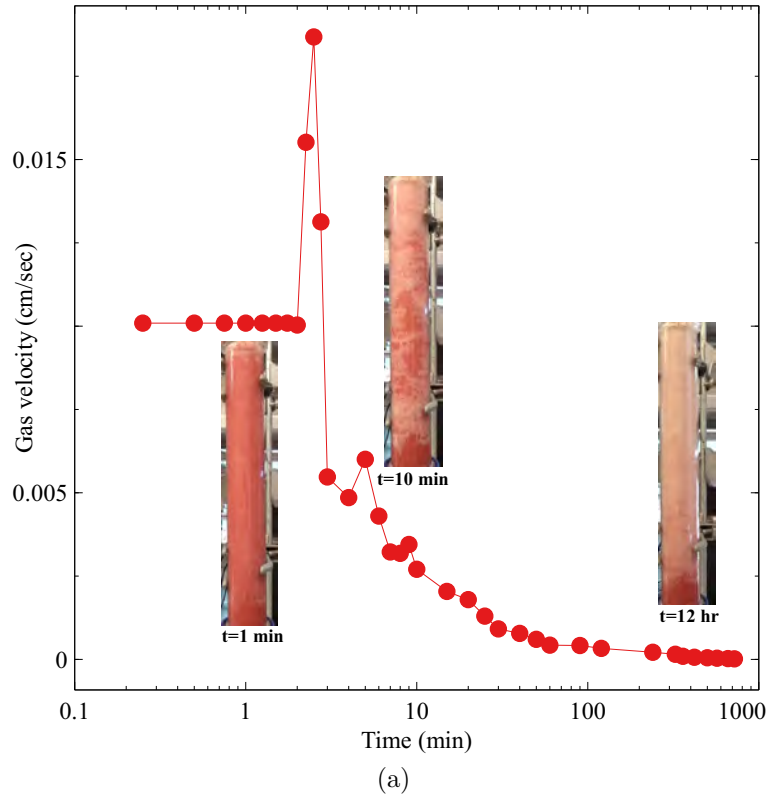 0.015
Gas velocity (cm/sec)
t=10 min
0.005
t=1 min
t=12 hr
0
0.1 1 10 100 1000
Time (min)
(a)